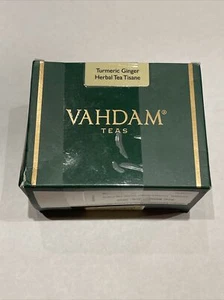 Turmeric Ginger
Herbal Tea Tisane
VAHDAM®
TEAS